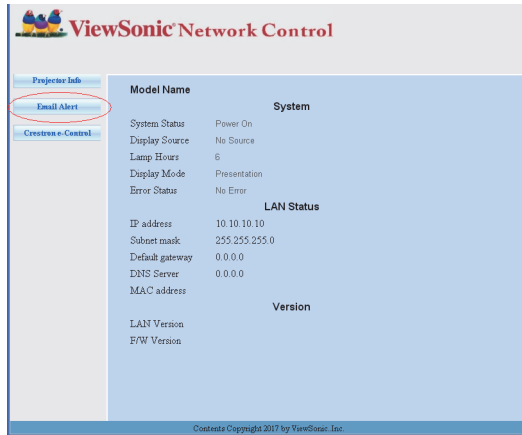 ViewSonic® Network Control
Projector Info
Email Alert
Crestron e-Control
Model Name
System
System Status Power On
Display Source No Source
Lamp Hours 6
Display Mode Presentation
Error Status No Error
LAN Status
IP address 10.10.10.10
Subnet mask 255.255.255.0
Default gateway 0.0.0.0
DNS Server 0.0.0.0
MAC address
Version
LAN Version
F/W Version
Contents Copyright 2017 by ViewSonic.Inc.